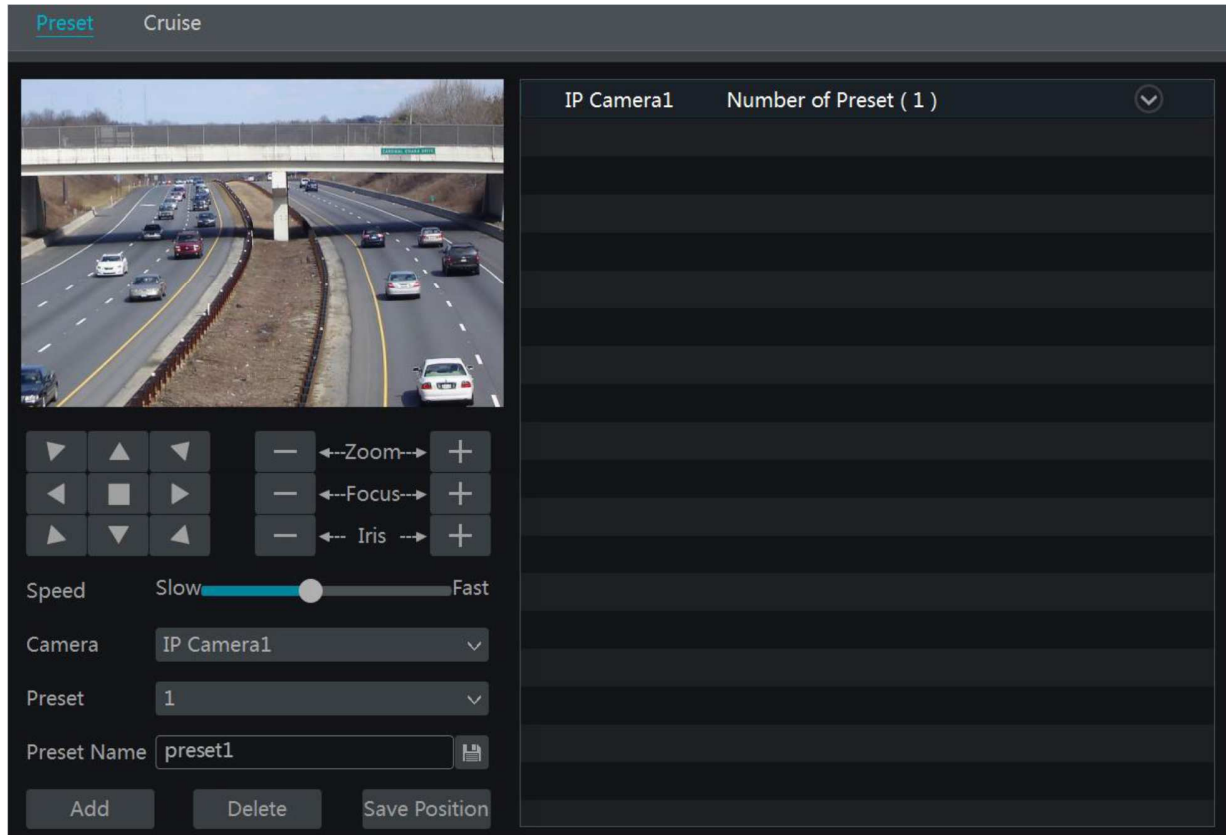 Preset Cruise
IP Camera1 Number of Preset ( 1 )
Zoom
Focus
Iris
Speed Slow Fast
Camera IP Camera1
Preset 1
Preset Name preset1
Add Delete Save Position